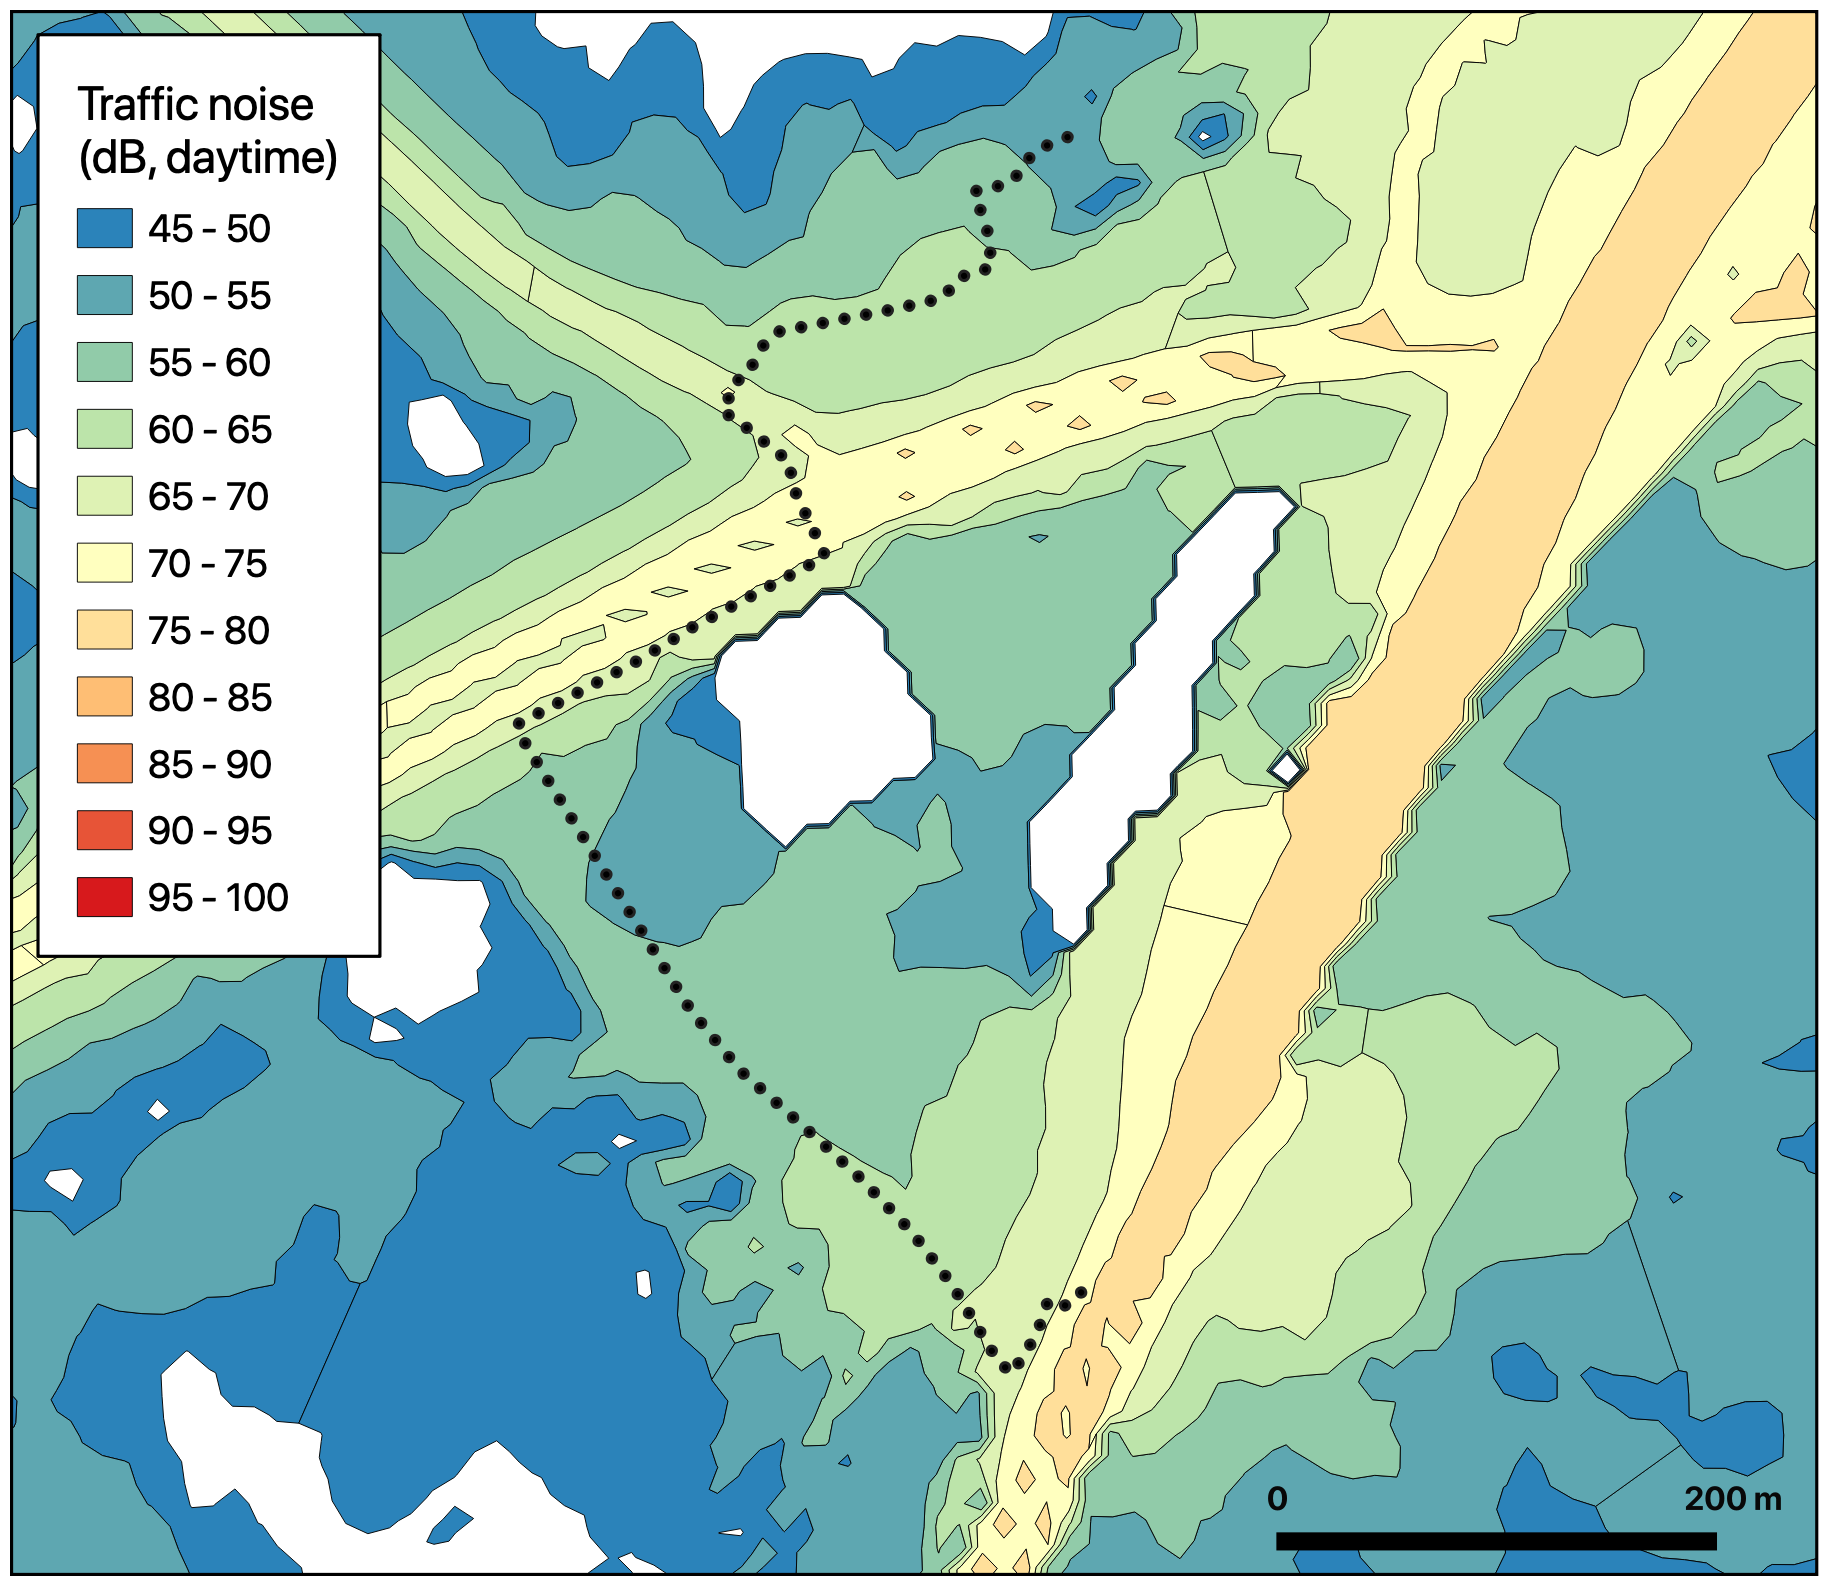 Traffic noise
(dB, daytime)
45 - 50
50 - 55
55 - 60
60 - 65
65 - 70
70 - 75
75 - 80
80 - 85
85 - 90
90 - 95
95 - 100
0 200 m